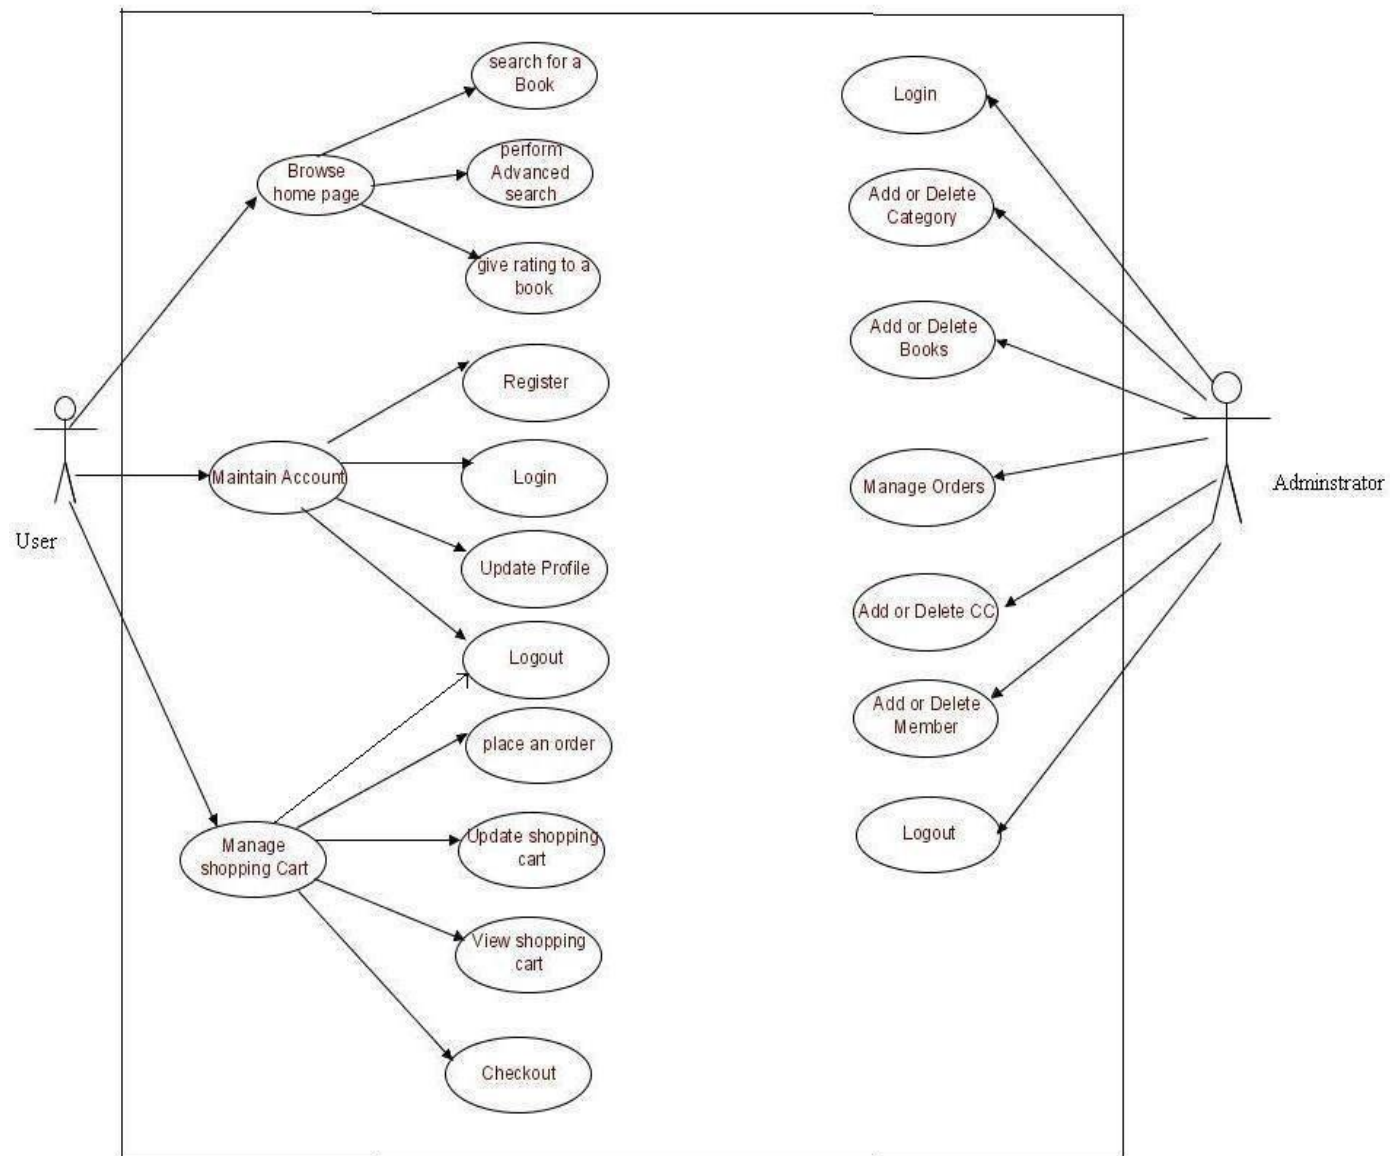 search for a
Book
perform
Advanced
search
Browse
home page
give rating to a
book
Register
Maintain Account
Login
Update Profile
User
Logout
place an order
Update shopping
cart
Manage
shopping Cart
View shopping
cart
Checkout
Login
Add or Delete
Category
Add or Delete
Books
Manage Orders
Adminstrator
Add or Delete CC
Add or Delete
Member
Logout